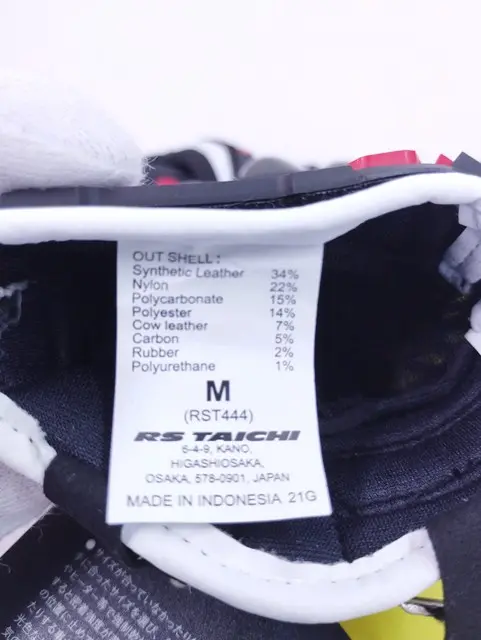 OUT SHELL :
Synthetic Leather 34%
Nylon 22%
Polycarbonate 15%
Polyester 14%
Cow leather 7%
Carbon 5%
Rubber 2%
Polyurethane 1%
M
(RST444)
RS TAICHI
6-4-9, KANO,
HIGASHIOSAKA,
OSAKA, 578-0901, JAPAN
MADE IN INDONESIA 21G